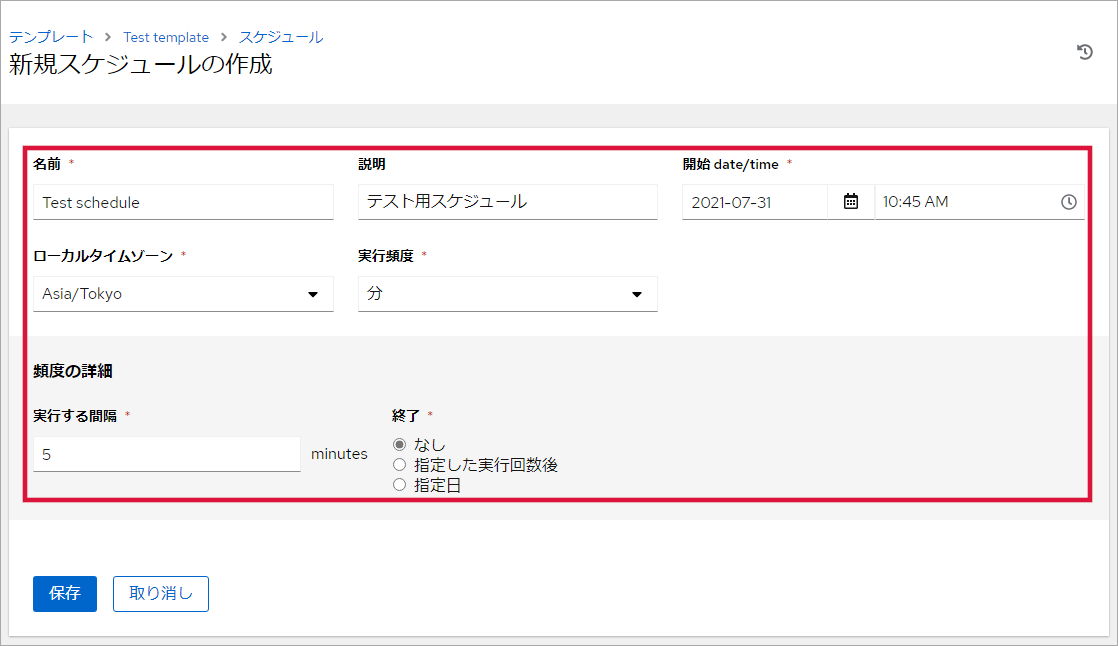 テンプレート > Test template > スケジュール
新規スケジュールの作成
名前 * 説明 開始 date/time *
Test schedule テスト用スケジュール 2021-07-31 10:45 AM
ローカルタイムゾーン * 実行頻度 *
Asia/Tokyo 分
頻度の詳細
実行する間隔 * 終了 *
5 minutes なし
指定した実行回数後
指定日
保存 取り消し